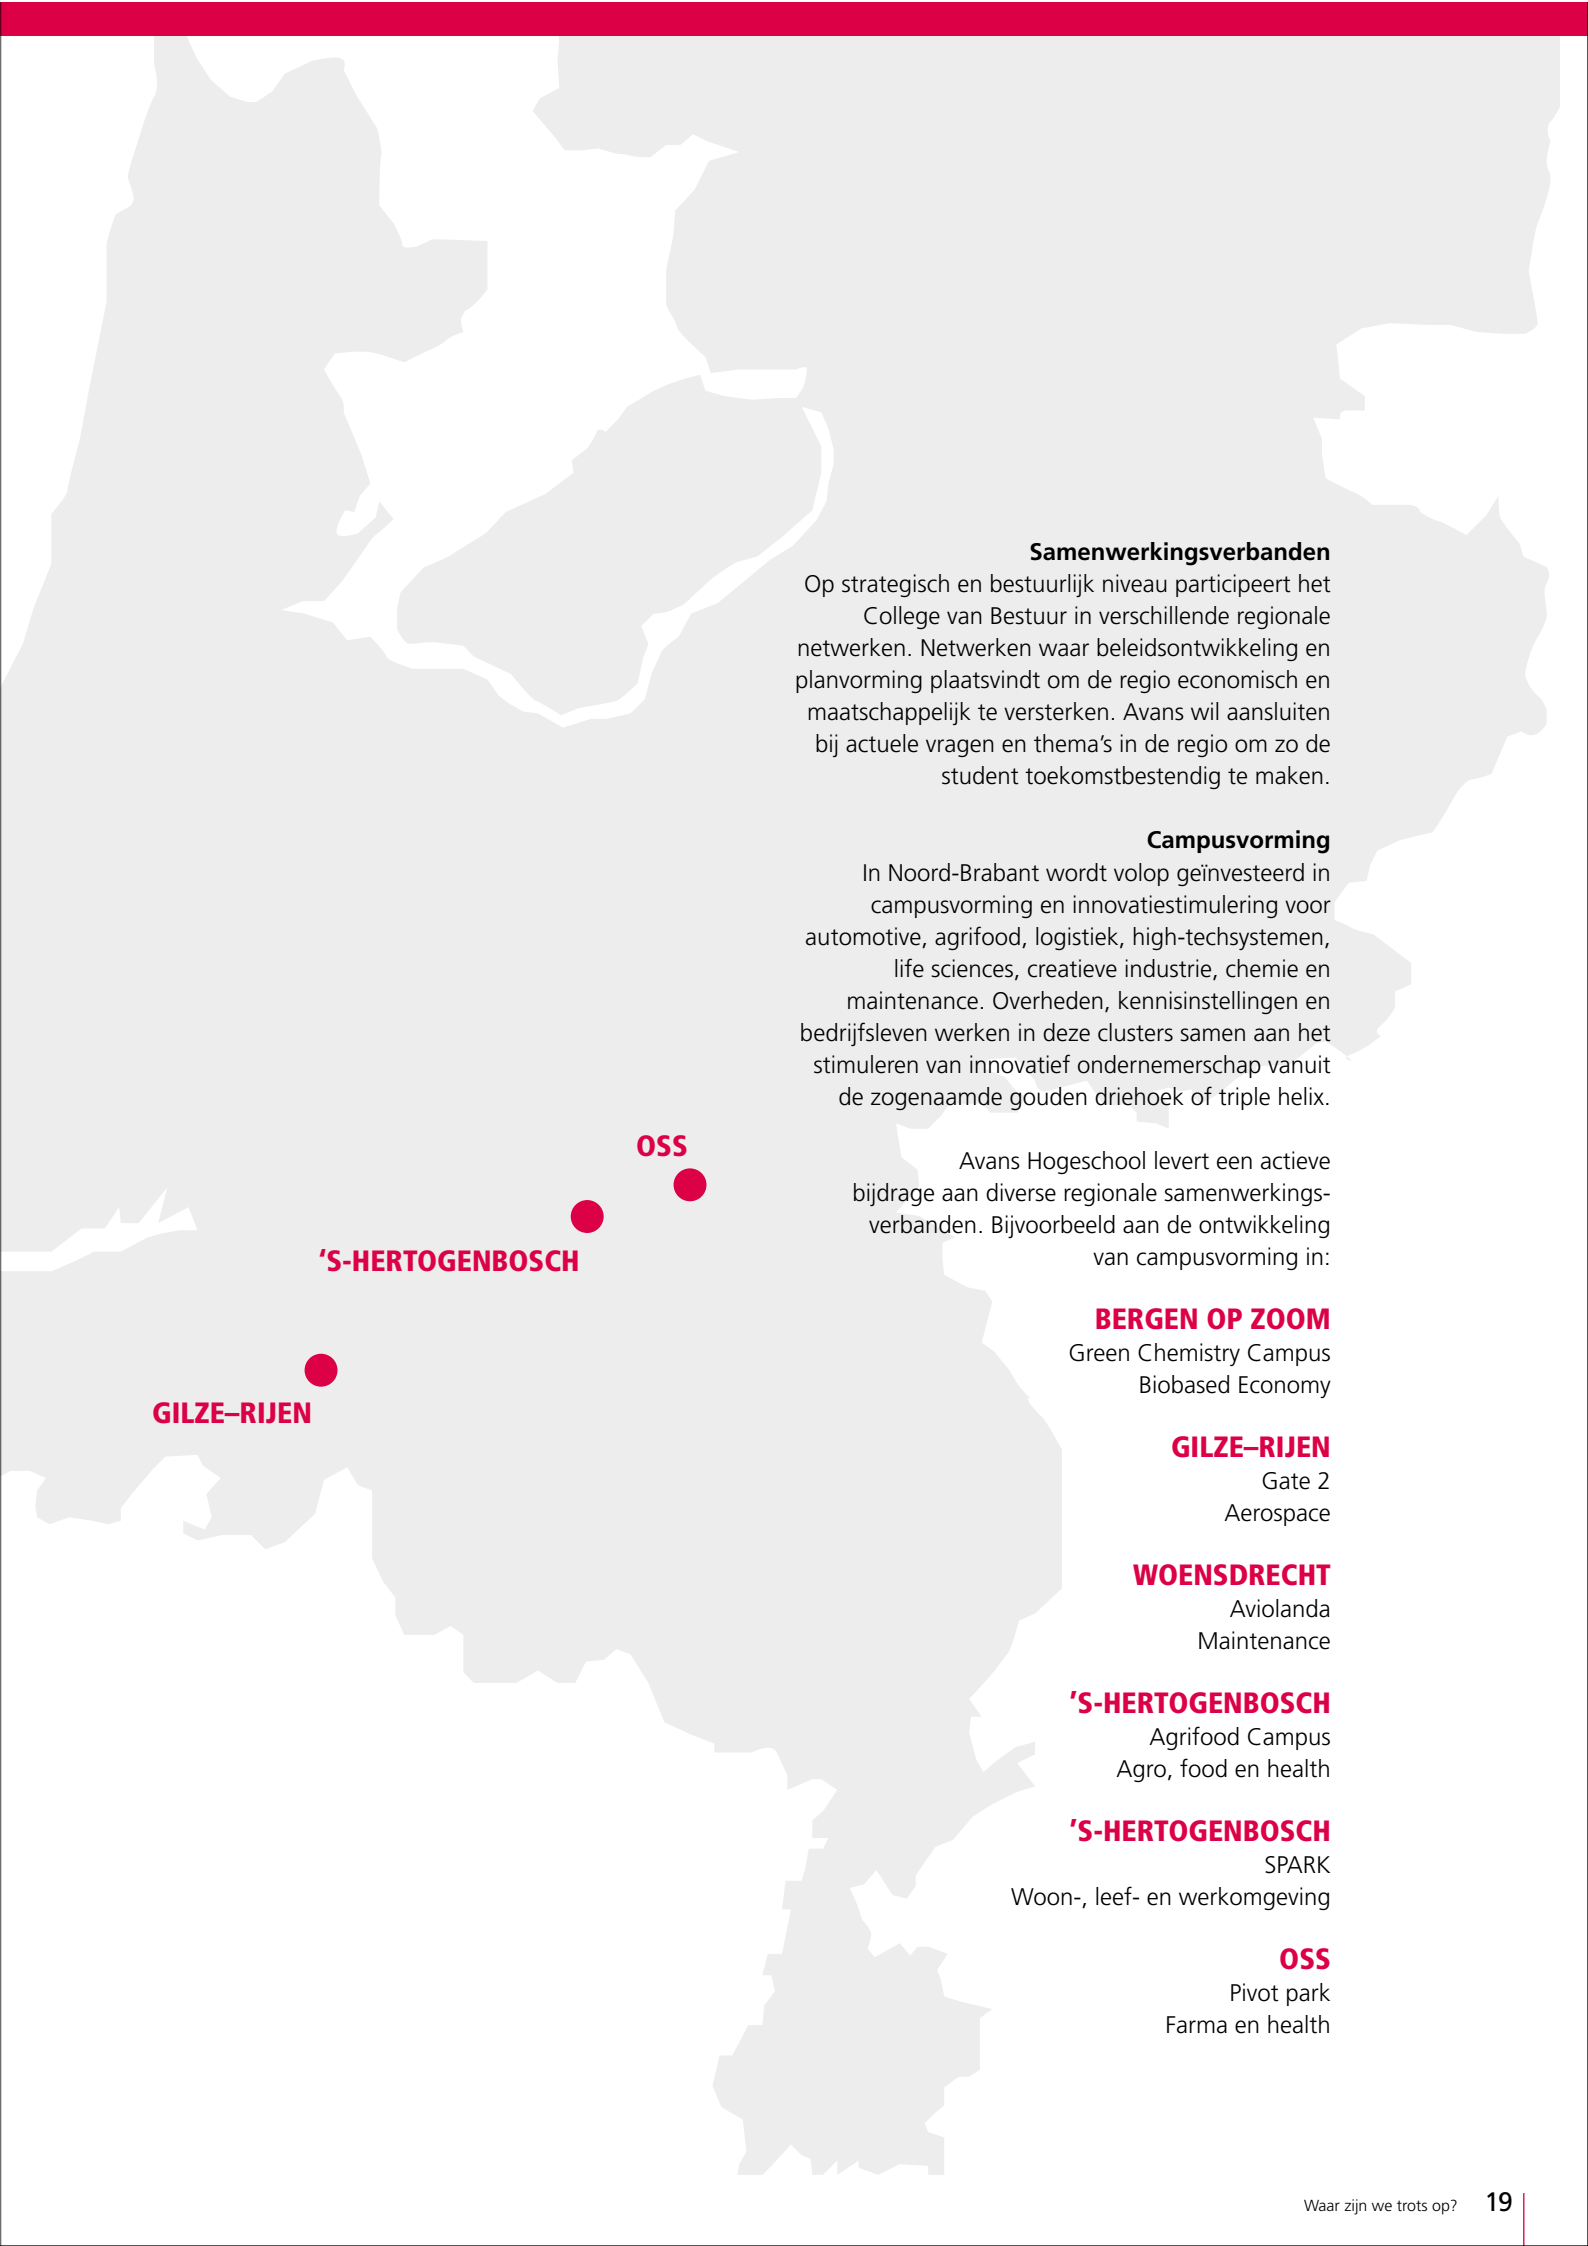 Samenwerkingsverbanden
Op strategisch en bestuurlijk niveau participeert het
College van Bestuur in verschillende regionale
netwerken. Netwerken waar beleidsontwikkeling en
planvorming plaatsvindt om de regio economisch en
maatschappelijk te versterken. Avans wil aansluiten
bij actuele vragen en thema’s in de regio om zo de
student toekomstbestendig te maken.
Campusvorming
In Noord-Brabant wordt volop geïnvesteerd in
campusvorming en innovatiestimulering voor
automotive, agrifood, logistiek, high-techsystemen,
life sciences, creatieve industrie, chemie en
maintenance. Overheden, kennisinstellingen en
bedrijfsleven werken in deze clusters samen aan het
stimuleren van innovatief ondernemerschap vanuit
de zogenaamde gouden driehoek of triple helix.
OSS
‘S-HERTOGENBOSCH
GILZE–RIJEN
Avans Hogeschool levert een actieve
bijdrage aan diverse regionale samenwerkings-
verbanden. Bijvoorbeeld aan de ontwikkeling
van campusvorming in:
BERGEN OP ZOOM
Green Chemistry Campus
Biobased Economy
GILZE–RIJEN
Gate 2
Aerospace
WOENSDRECHT
Aviolanda
Maintenance
’S-HERTOGENBOSCH
Agrifood Campus
Agro, food en health
’S-HERTOGENBOSCH
SPARK
Woon-, leef- en werkomgeving
OSS
Pivot park
Farma en health
Waar zijn we trots op? 19